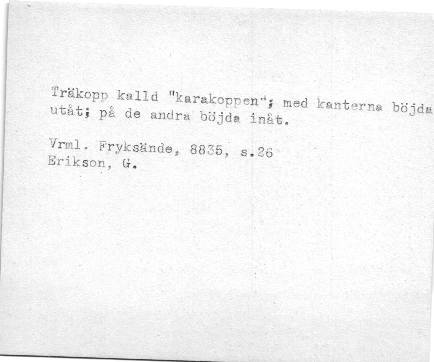 Träkopp kalld "karakoppen"; med kanterna böjda
utåt; på de andra böjda inåt.
Vrml. Fryksände, 8835, s.26
Erikson, G.